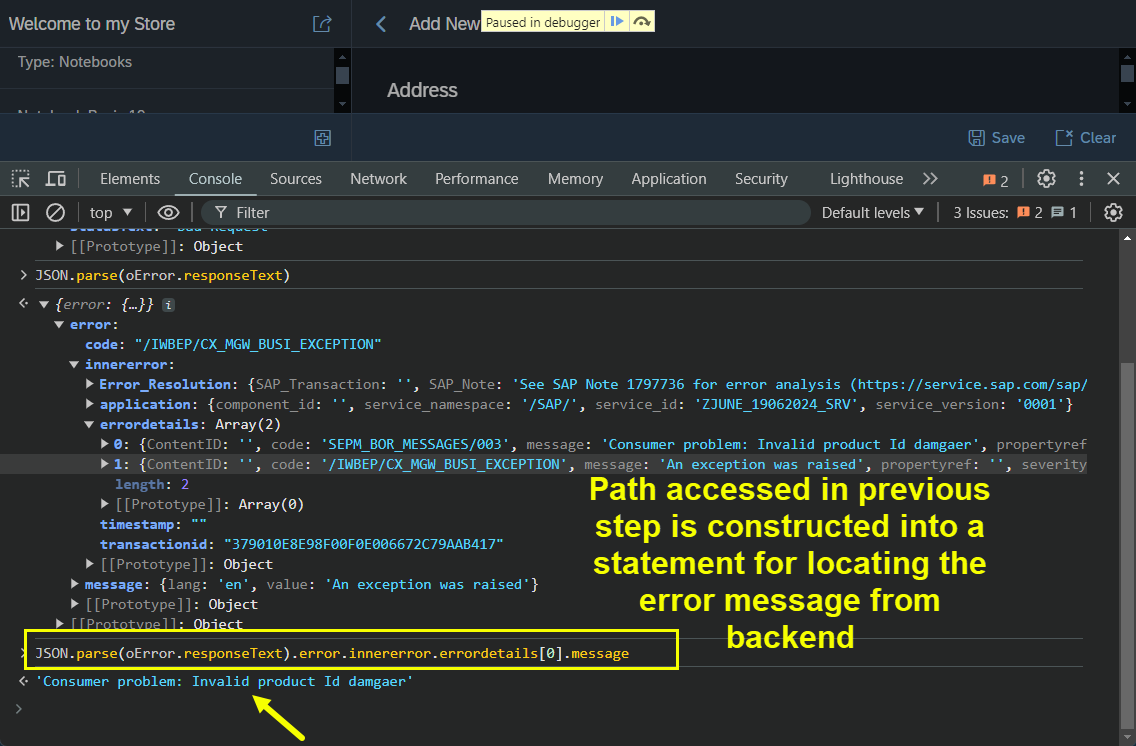 Welcome to my Store
Add New
Paused in debugger
Type: Notebooks
Address
Save
Clear
Elements Console Sources Network Performance Memory Application Security Lighthouse 2
top Filter Default levels 3 Issues: 2 1
[[Prototype]]: Object
JSON.parse(oError.responseText)
{error: {…}} i
error:
code: "/IWBEP/CX_MGW_BUSI_EXCEPTION"
innererror:
Error_Resolution: {SAP_Transaction: '', SAP_Note: 'See SAP Note 1797736 for error analysis (https://service.sap.com/sap/
application: {component_id: '', service_namespace: '/SAP/', service_id: 'ZJUNE_19062024_SRV', service_version: '0001'}
errordetails: Array(2)
0: {ContentID: '', code: 'SEPM_BOR_MESSAGES/003', message: 'Consumer problem: Invalid product Id damgaer', propertyref
1: {ContentID: '', code: '/IWBEP/CX_MGW_BUSI_EXCEPTION', message: 'An exception was raised', propertyref: '', severity
length: 2
[[Prototype]]: Array(0)
timestamp: ""
transactionid: "379010E8E98F00F0E006672C79AAB417"
[[Prototype]]: Object
message: {lang: 'en', value: 'An exception was raised'}
[[Prototype]]: Object
[[Prototype]]: Object
Path accessed in previous
step is constructed into a
statement for locating the
error message from
backend
JSON.parse(oError.responseText).error.innererror.errordetails[0].message
'Consumer problem: Invalid product Id damgaer'